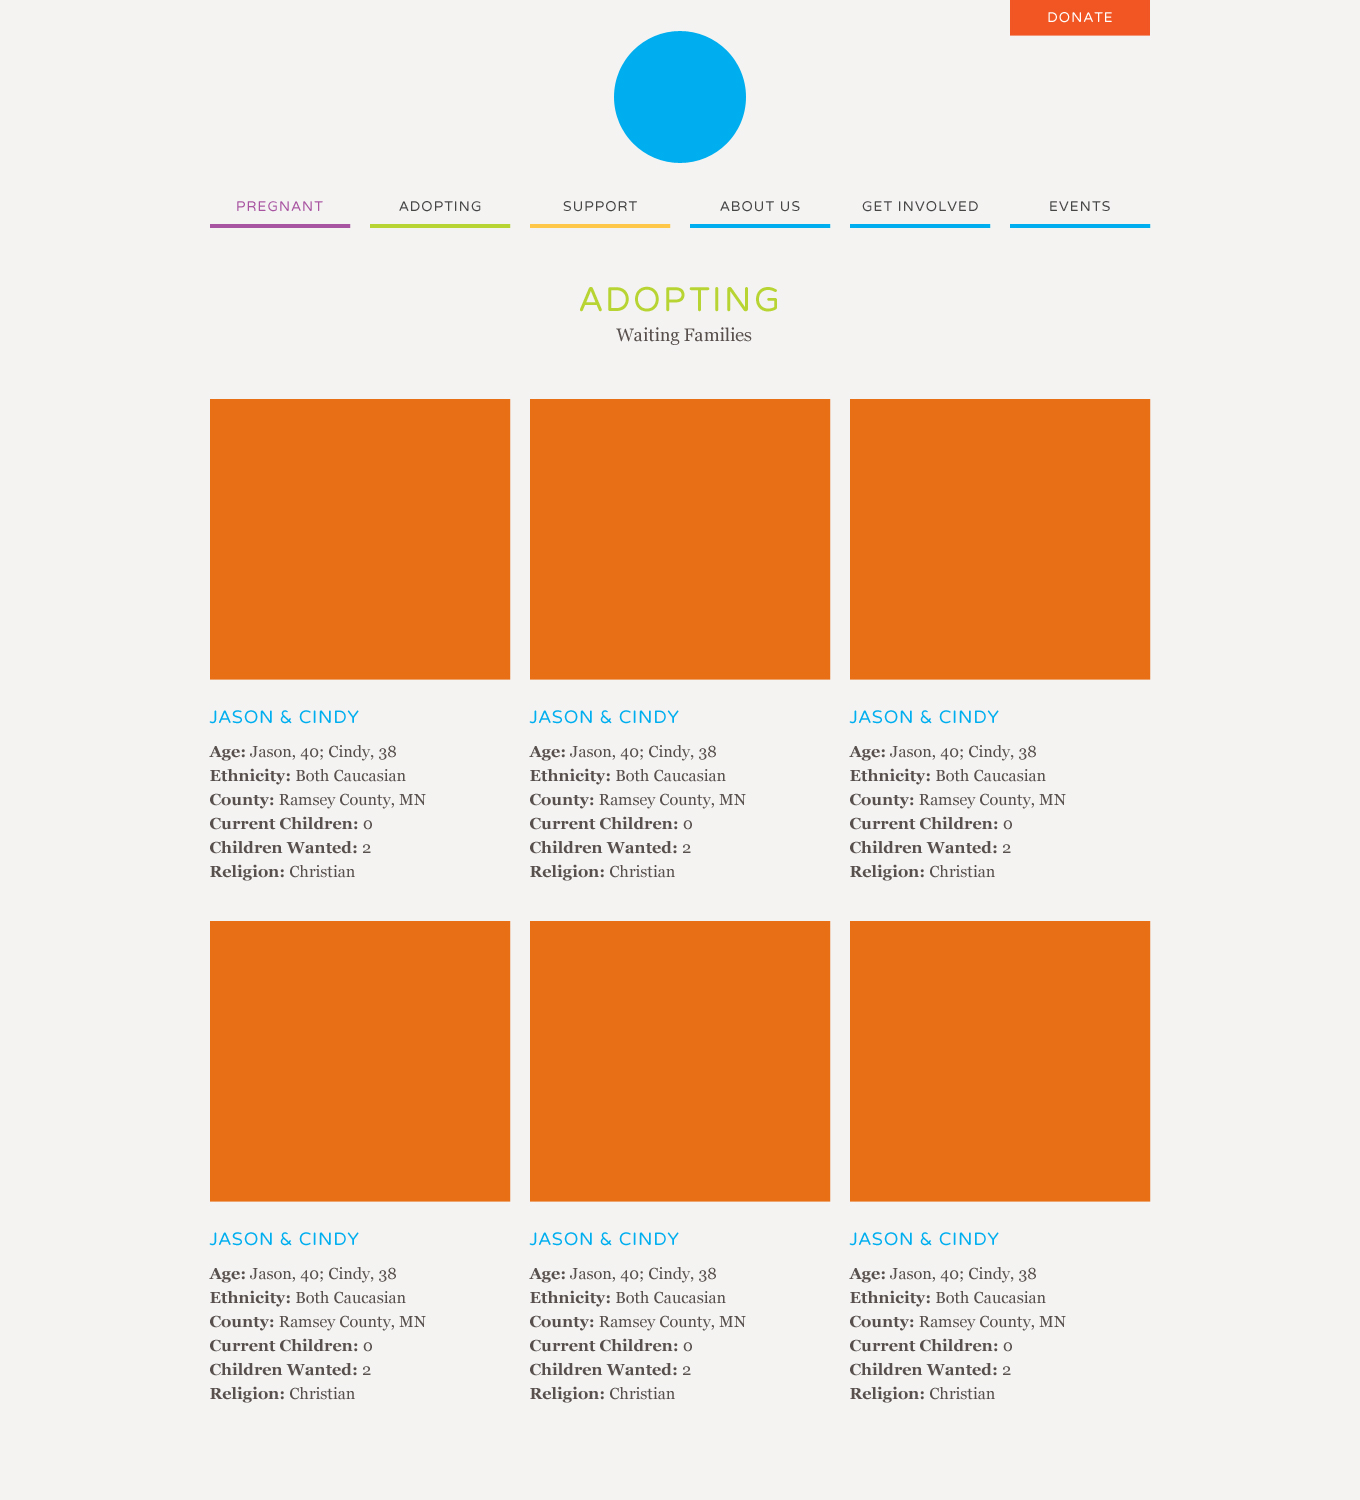 DONATE
PREGNANT
ADOPTING
SUPPORT
ABOUT US
GET INVOLVED
EVENTS
ADOPTING
Waiting Families
JASON & CINDY
Age: Jason, 40; Cindy, 38
Ethnicity: Both Caucasian
County: Ramsey County, MN
Current Children: 0
Children Wanted: 2
Religion: Christian
JASON & CINDY
Age: Jason, 40; Cindy, 38
Ethnicity: Both Caucasian
County: Ramsey County, MN
Current Children: 0
Children Wanted: 2
Religion: Christian
JASON & CINDY
Age: Jason, 40; Cindy, 38
Ethnicity: Both Caucasian
County: Ramsey County, MN
Current Children: 0
Children Wanted: 2
Religion: Christian
JASON & CINDY
Age: Jason, 40; Cindy, 38
Ethnicity: Both Caucasian
County: Ramsey County, MN
Current Children: 0
Children Wanted: 2
Religion: Christian
JASON & CINDY
Age: Jason, 40; Cindy, 38
Ethnicity: Both Caucasian
County: Ramsey County, MN
Current Children: 0
Children Wanted: 2
Religion: Christian
JASON & CINDY
Age: Jason, 40; Cindy, 38
Ethnicity: Both Caucasian
County: Ramsey County, MN
Current Children: 0
Children Wanted: 2
Religion: Christian